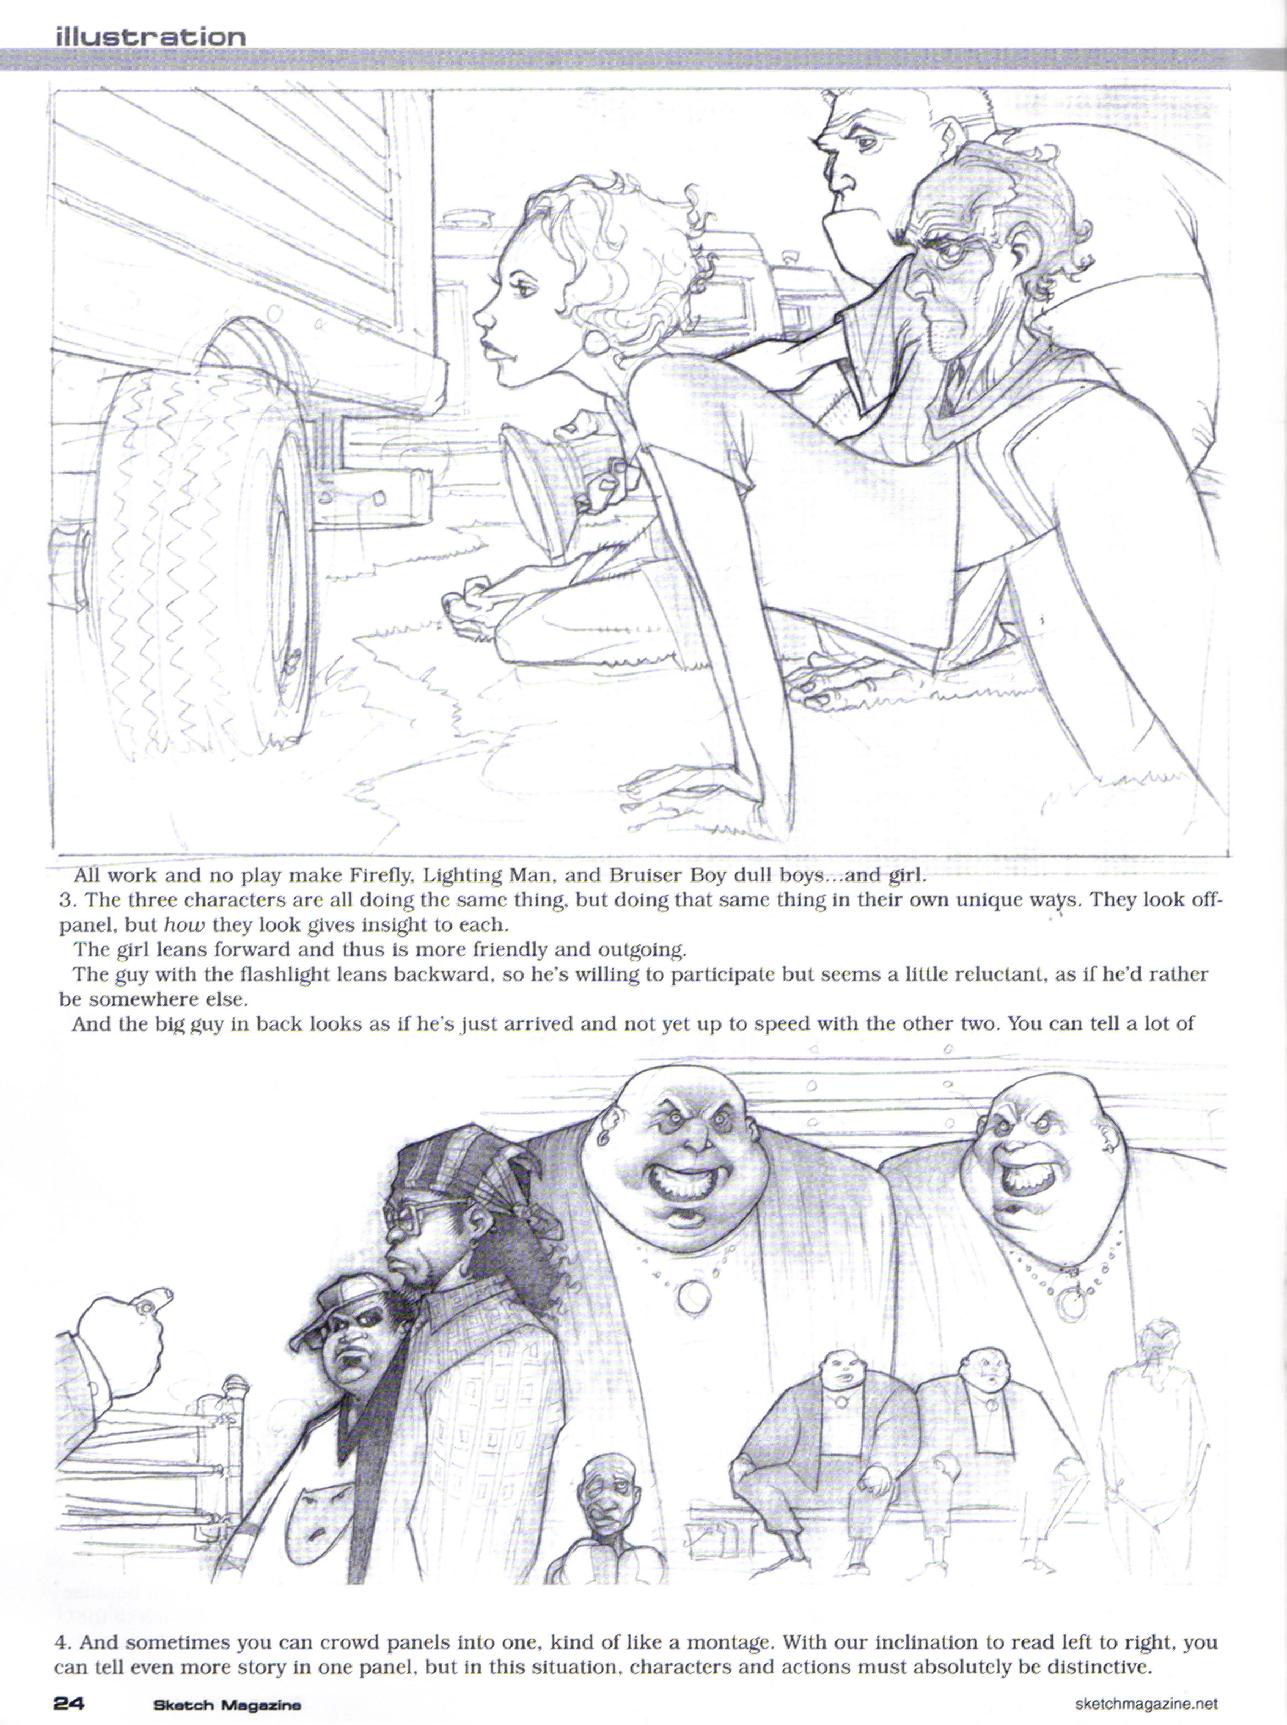 illustration
All work and no play make Firefly, Lighting Man, and Bruiser Boy dull boys...and girl.
3. The three characters are all doing the same thing, but doing that same thing in their own unique ways. They look off-
panel, but how they look gives insight to each.
The girl leans forward and thus is more friendly and outgoing.
The guy with the flashlight leans backward, so he's willing to participate but seems a little reluctant, as if he'd rather
be somewhere else.
And the big guy in back looks as if he's just arrived and not yet up to speed with the other two. You can tell a lot of
4. And sometimes you can crowd panels into one, kind of like a montage. With our inclination to read left to right, you
can tell even more story in one panel, but in this situation, characters and actions must absolutely be distinctive.
24 Sketch Magazine sketchmagazine.net